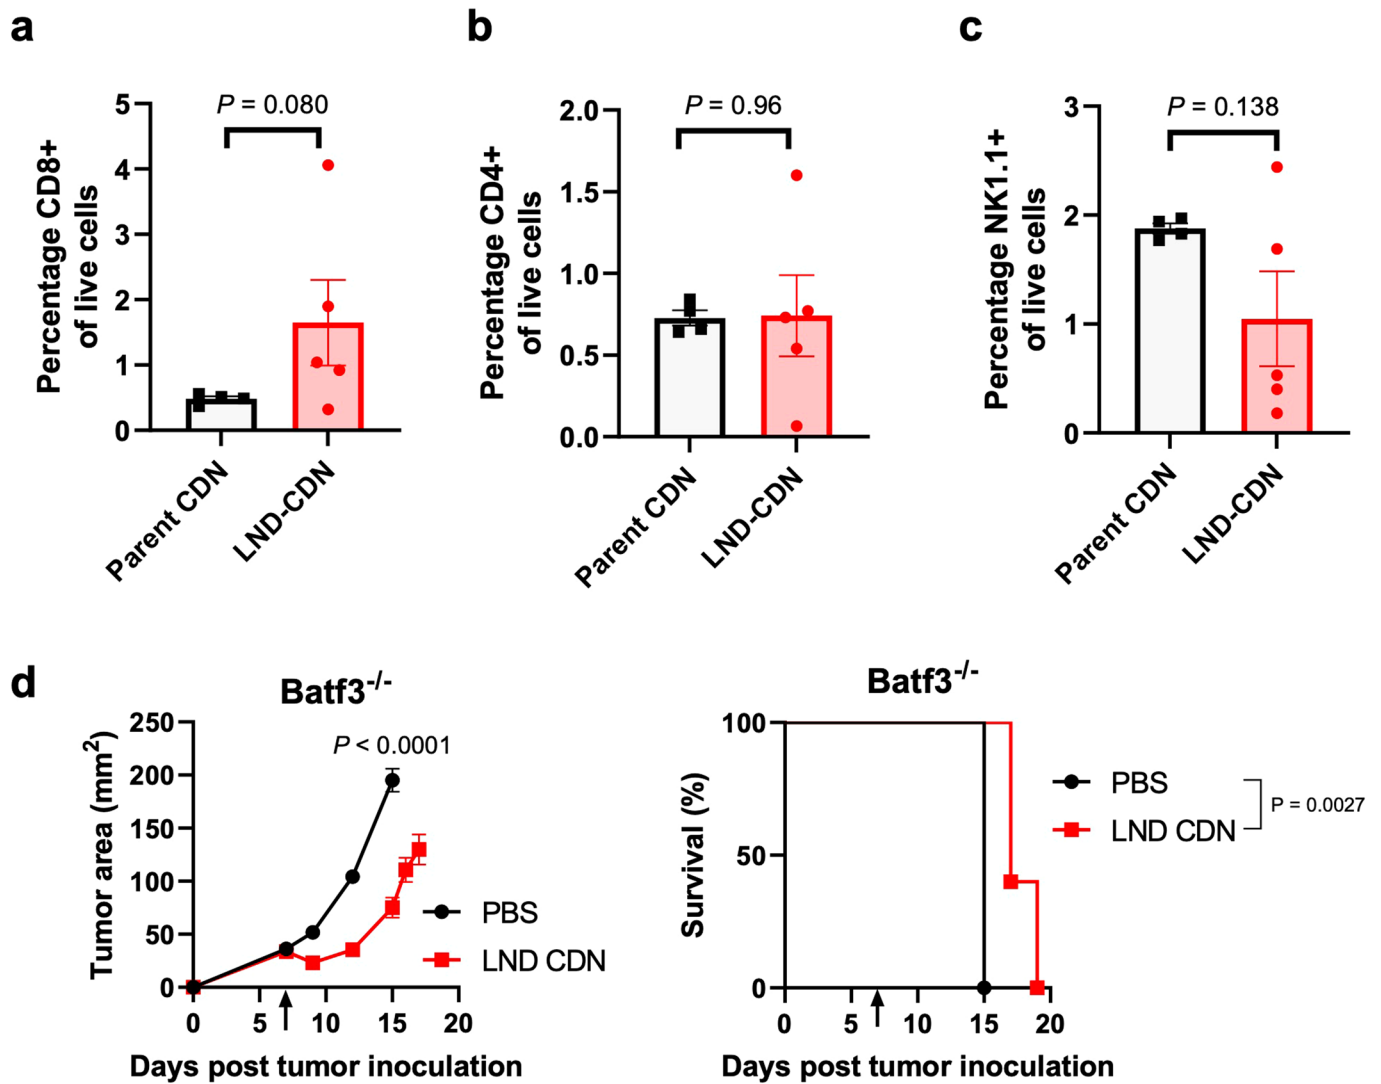 a
P = 0.080
Percentage CD8+
of live cells
5
4
3
2
1
0
Parent CDN
LND-CDN
b
P = 0.96
Percentage CD4+
of live cells
2.0
1.5
1.0
0.5
0.0
Parent CDN
LND-CDN
c
P = 0.138
Percentage NK1.1+
of live cells
3
2
1
0
Parent CDN
LND-CDN
d
Batf3-/-
P < 0.0001
Tumor area (mm2)
250
200
150
100
50
0
0 5 10 15 20
Days post tumor inoculation
PBS
LND CDN
Batf3-/-
Survival (%)
100
50
0
0 5 10 15 20
Days post tumor inoculation
PBS
LND CDN
P = 0.0027